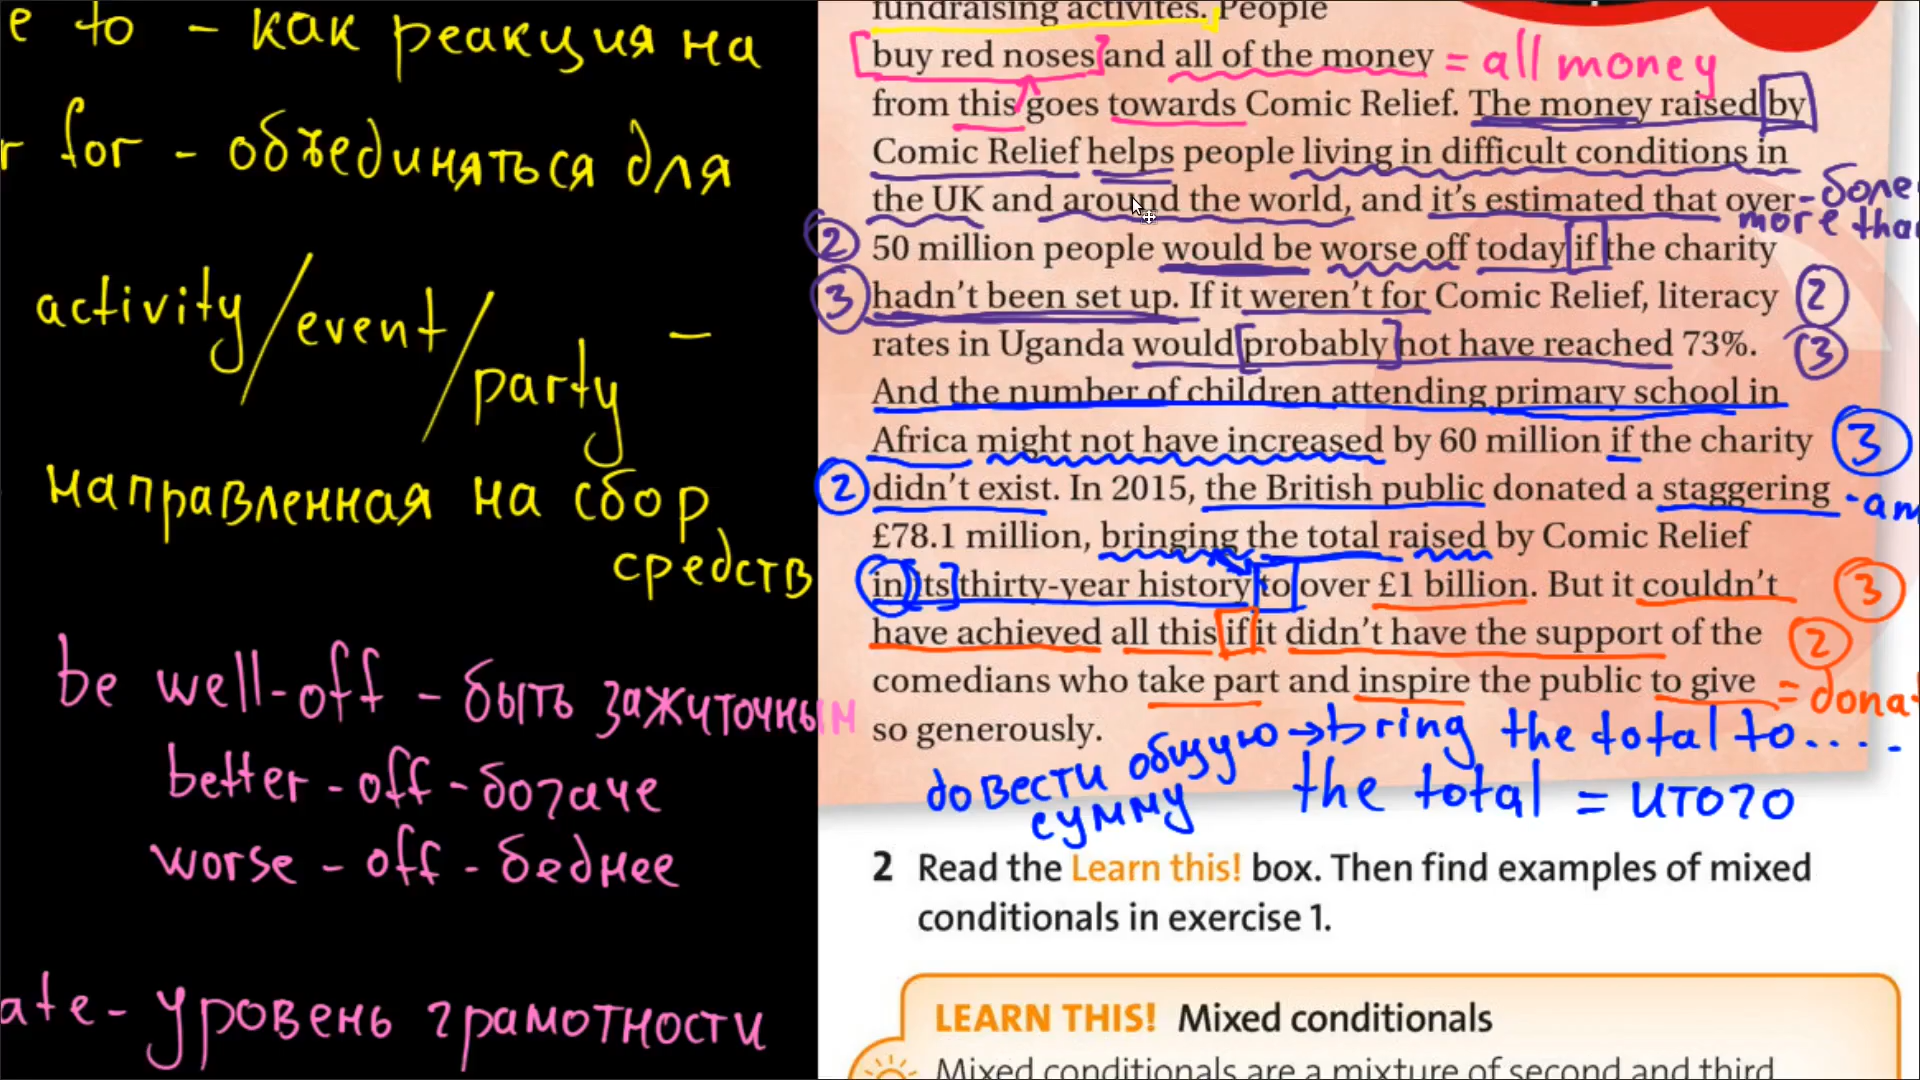 e to - как реакция на
r for - объединяться для
activity/event/party -
направленная на сбор
средств
be well-off - быть зажиточным
better-off - богаче
worse-off - беднее
ate - уровень грамотности
fundraising activites. People
buy red noses and all of the money = all money
from this goes towards Comic Relief. The money raised by
Comic Relief helps people living in difficult conditions in
the UK and around the world, and it's estimated that over - более
more than
2 50 million people would be worse off today if the charity
3 hadn't been set up. If it weren't for Comic Relief, literacy 2
rates in Uganda would probably not have reached 73%. 3
And the number of children attending primary school in
Africa might not have increased by 60 million if the charity 3
2 didn't exist. In 2015, the British public donated a staggering - am
£78.1 million, bringing the total raised by Comic Relief
in its thirty-year history to over £1 billion. But it couldn't 3
have achieved all this if it didn't have the support of the 2
comedians who take part and inspire the public to give = dona
so generously.
довести общую → bring the total to....
сумму the total = итого
2 Read the Learn this! box. Then find examples of mixed
conditionals in exercise 1.
LEARN THIS! Mixed conditionals
Mixed conditionals are a mixture of second and third